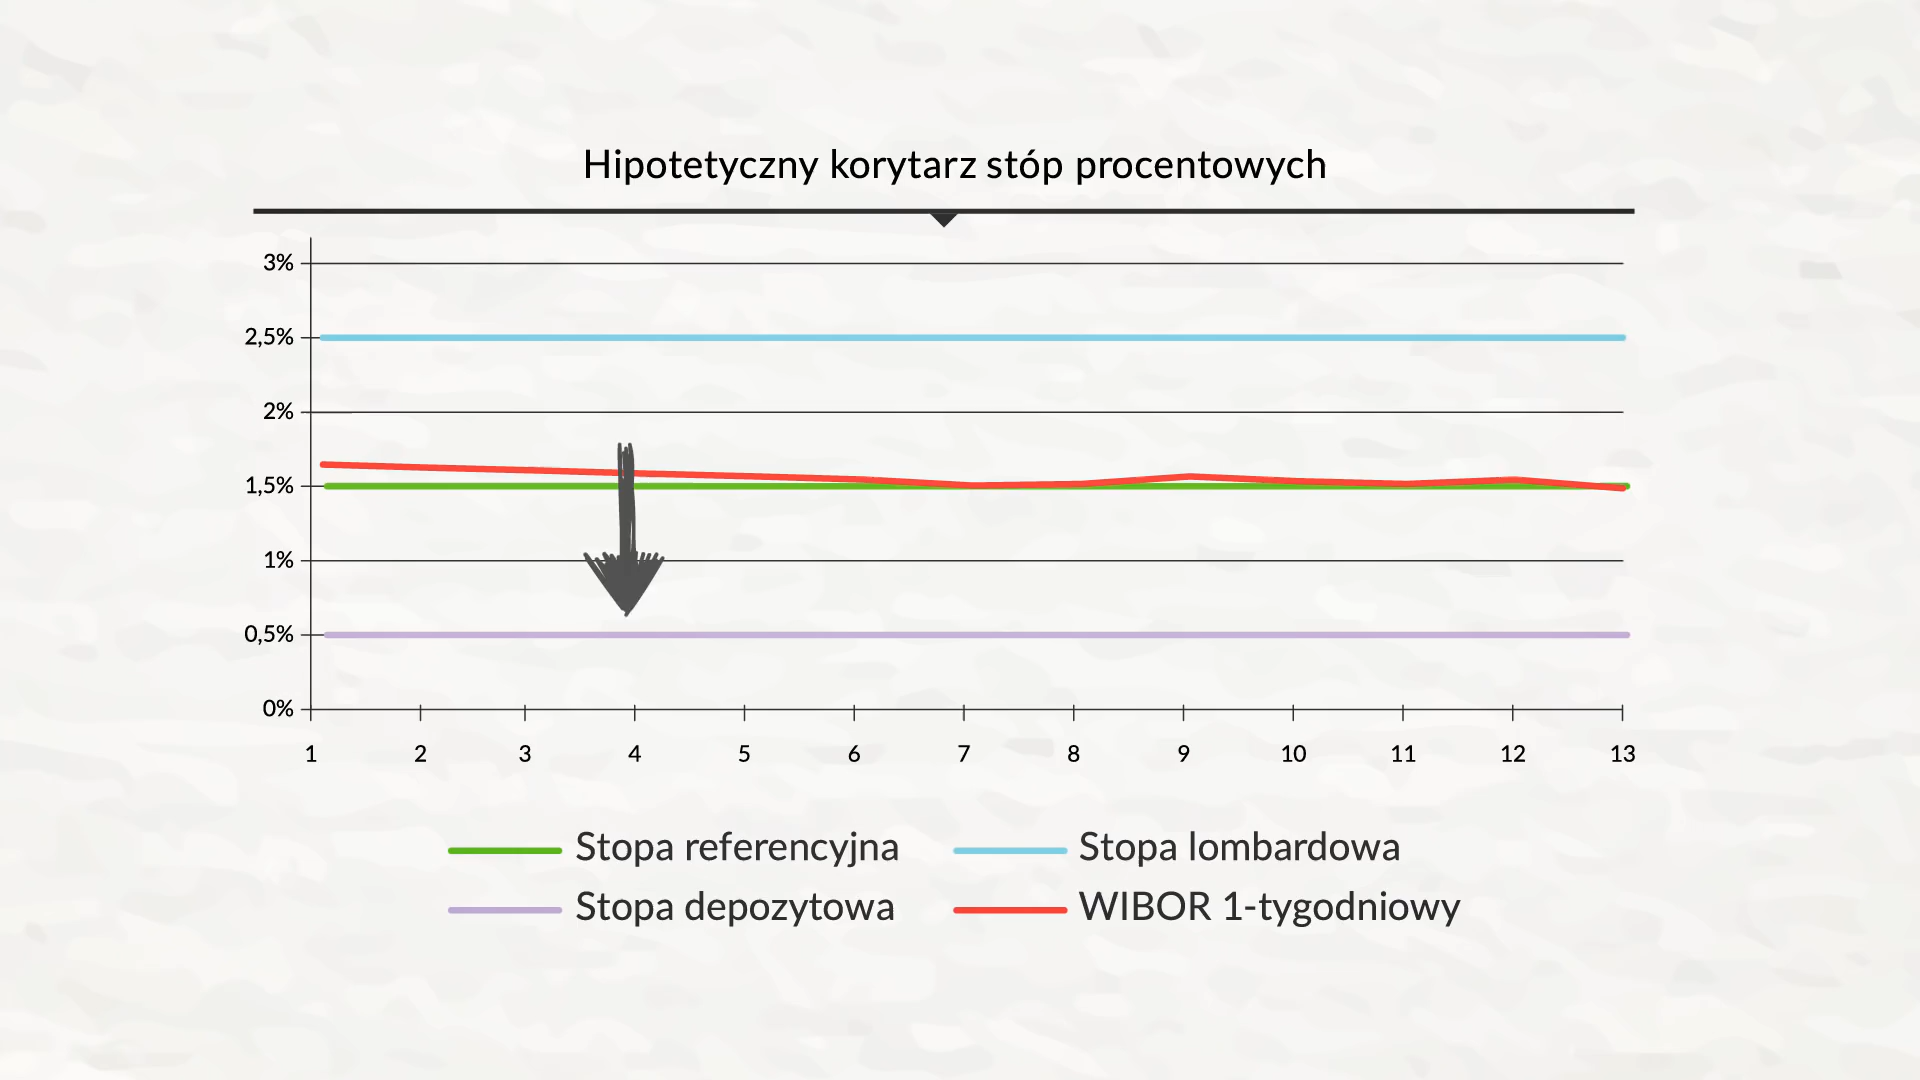 Hipotetyczny korytarz stóp procentowych
3%
2,5%
2%
1,5%
1%
0,5%
0%
1 2 3 4 5 6 7 8 9 10 11 12 13
Stopa referencyjna Stopa lombardowa
Stopa depozytowa WIBOR 1-tygodniowy